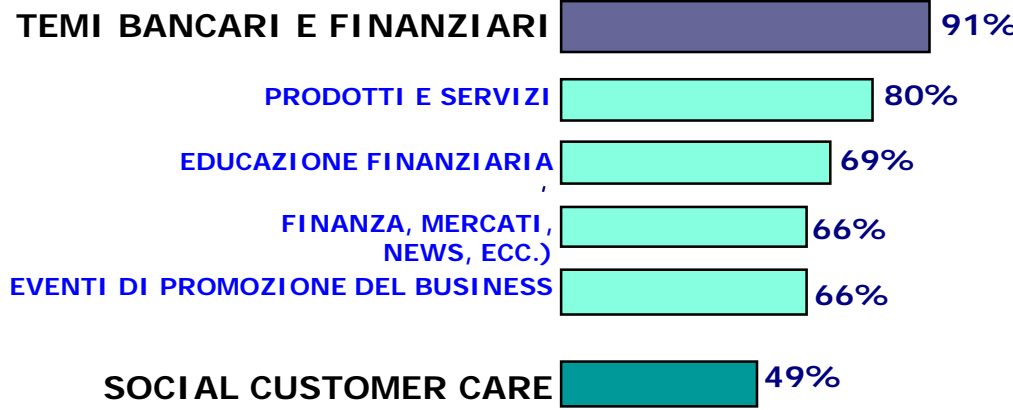 TEMI BANCARI E FINANZIARI 91%
PRODOTTI E SERVIZI 80%
EDUCAZIONE FINANZIARIA 69%
,
FINANZA, MERCATI, 66%
NEWS, ECC.)
EVENTI DI PROMOZIONE DEL BUSINESS 66%
SOCIAL CUSTOMER CARE 49%